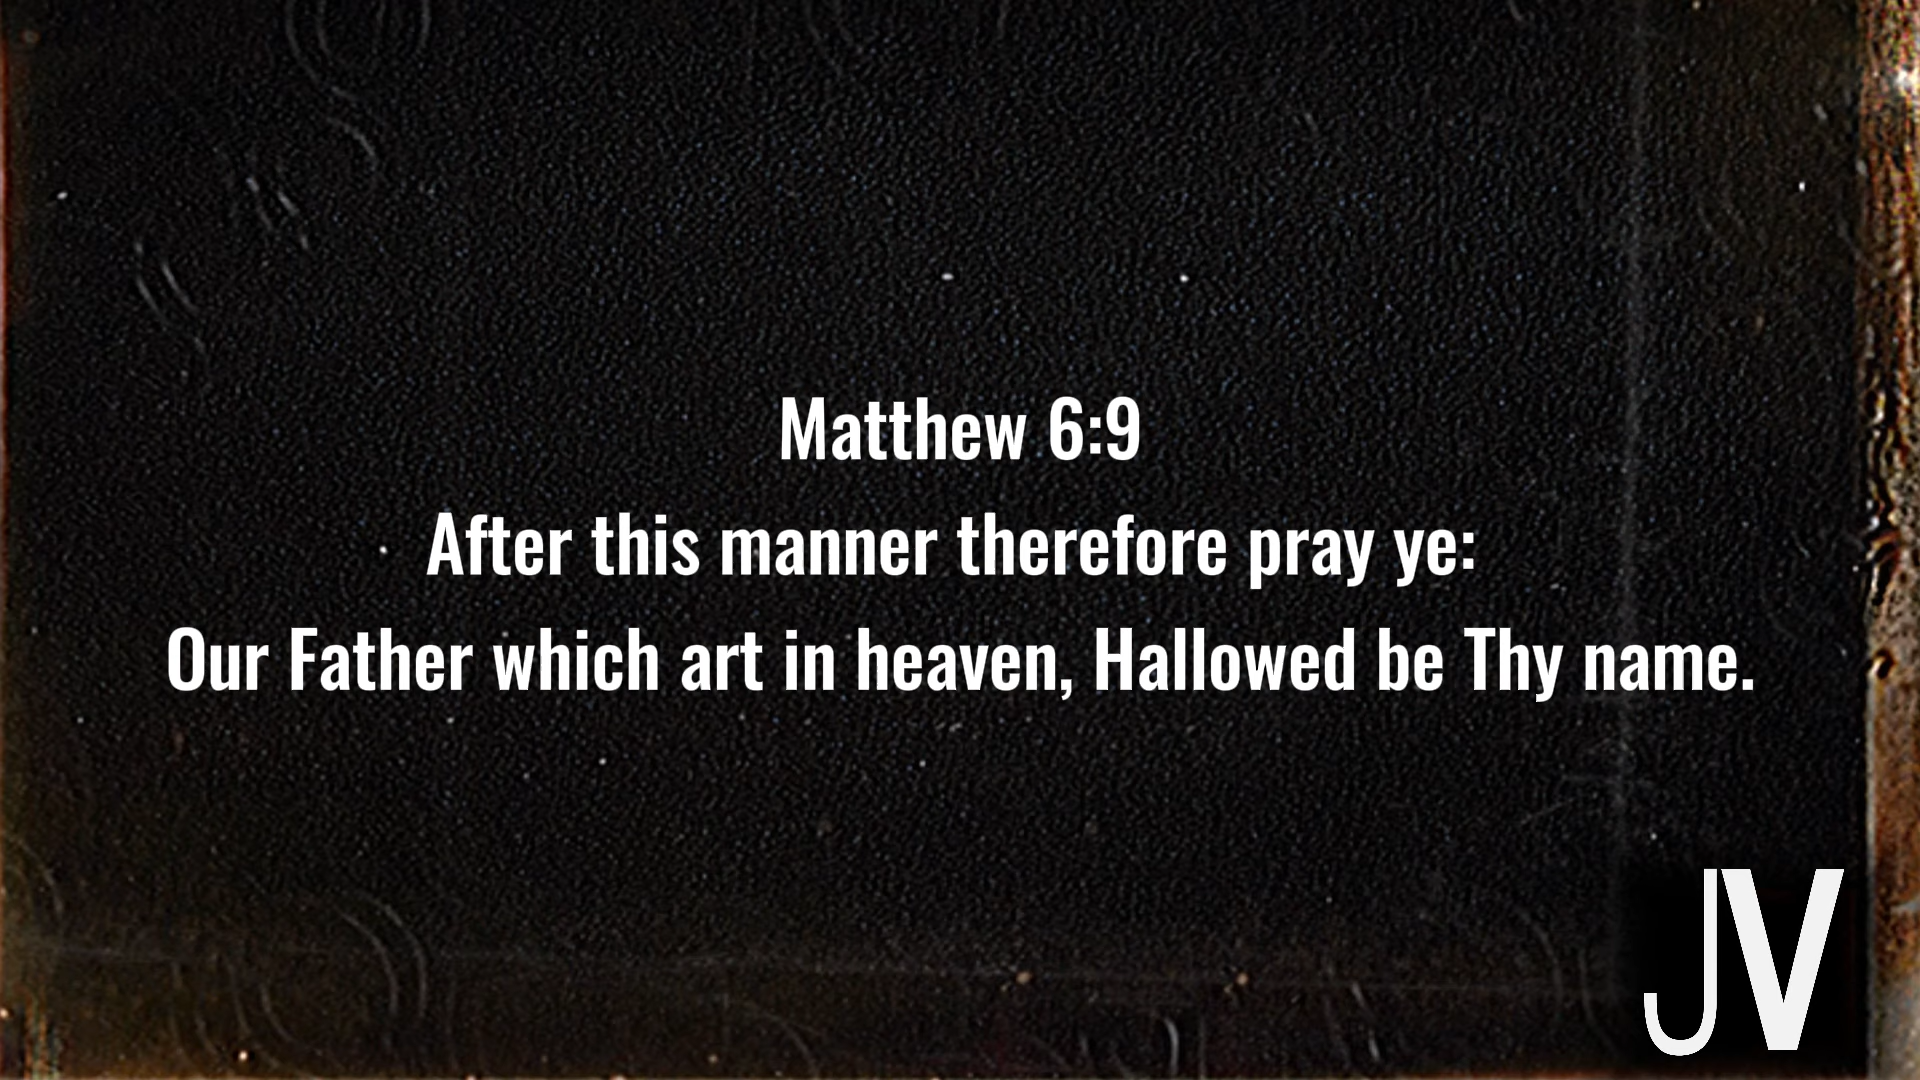 Matthew 6:9
After this manner therefore pray ye:
Our Father which art in heaven, Hallowed be Thy name.
JV